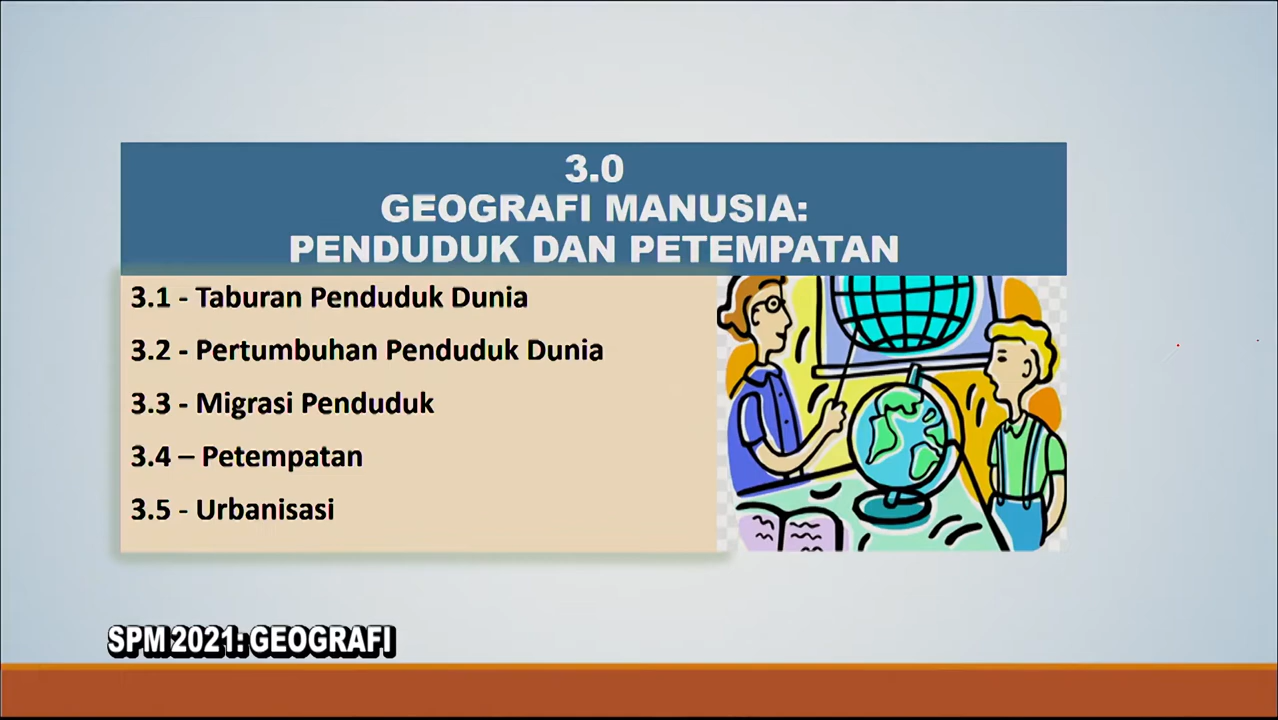 3.0
GEOGRAFI MANUSIA:
PENDUDUK DAN PETEMPATAN
3.1 - Taburan Penduduk Dunia
3.2 - Pertumbuhan Penduduk Dunia
3.3 - Migrasi Penduduk
3.4 – Petempatan
3.5 - Urbanisasi
SPM 2021: GEOGRAFI